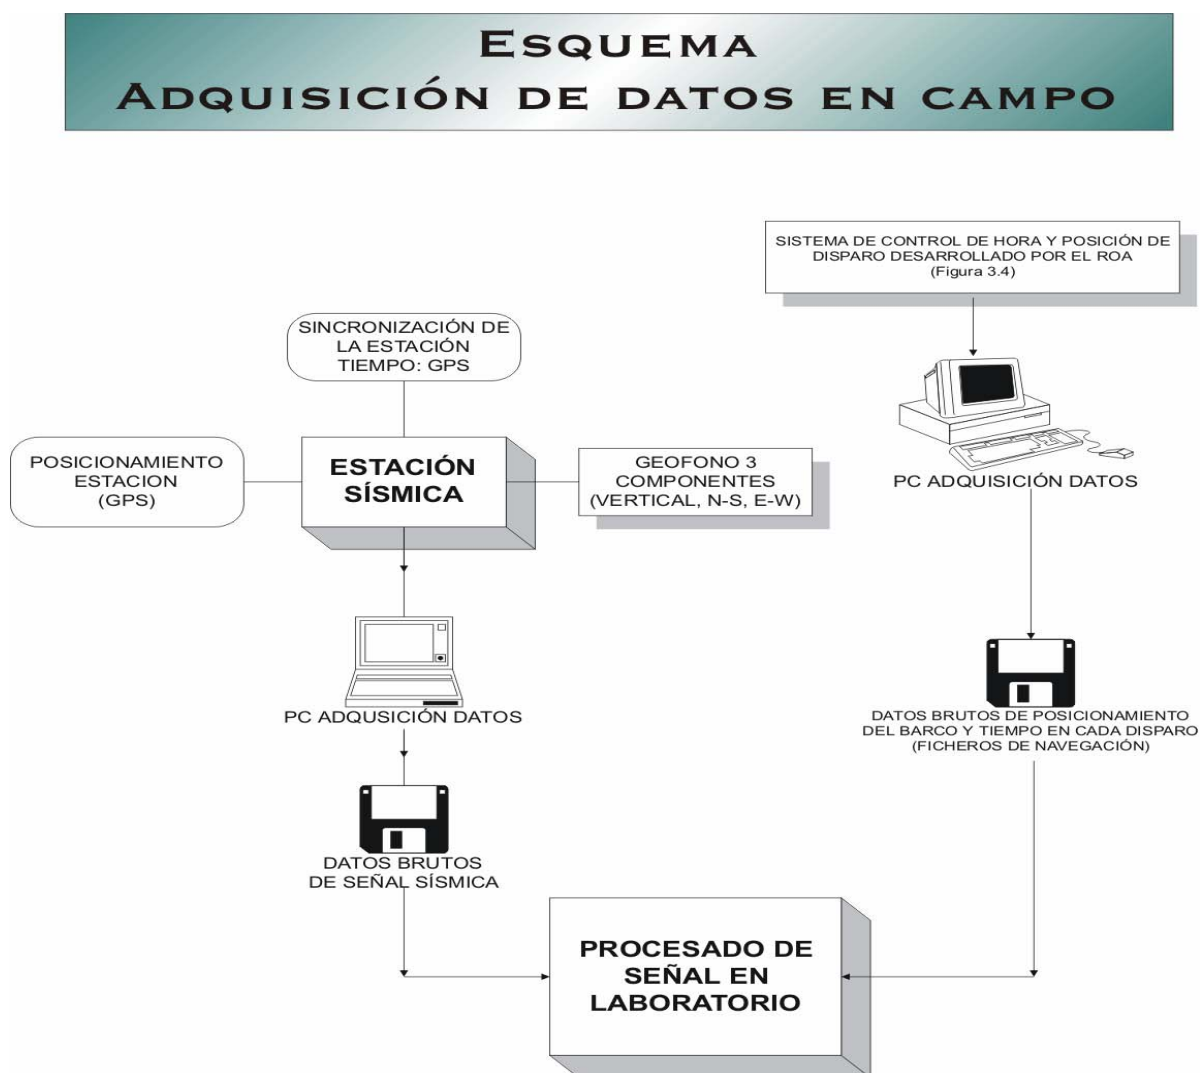 ESQUEMA
ADQUISICIÓN DE DATOS EN CAMPO
SISTEMA DE CONTROL DE HORA Y POSICIÓN DE
DISPARO DESARROLLADO POR EL ROA
(Figura 3.4)
SINCRONIZACIÓN DE
LA ESTACIÓN
TIEMPO: GPS
POSICIONAMIENTO
ESTACION
(GPS)
ESTACIÓN
SÍSMICA
GEOFONO 3
COMPONENTES
(VERTICAL, N-S, E-W)
PC ADQUISICIÓN DATOS
PC ADQUSICIÓN DATOS
DATOS BRUTOS DE POSICIONAMIENTO
DEL BARCO Y TIEMPO EN CADA DISPARO
(FICHEROS DE NAVEGACIÓN)
DATOS BRUTOS
DE SEÑAL SÍSMICA
PROCESADO DE
SEÑAL EN
LABORATORIO